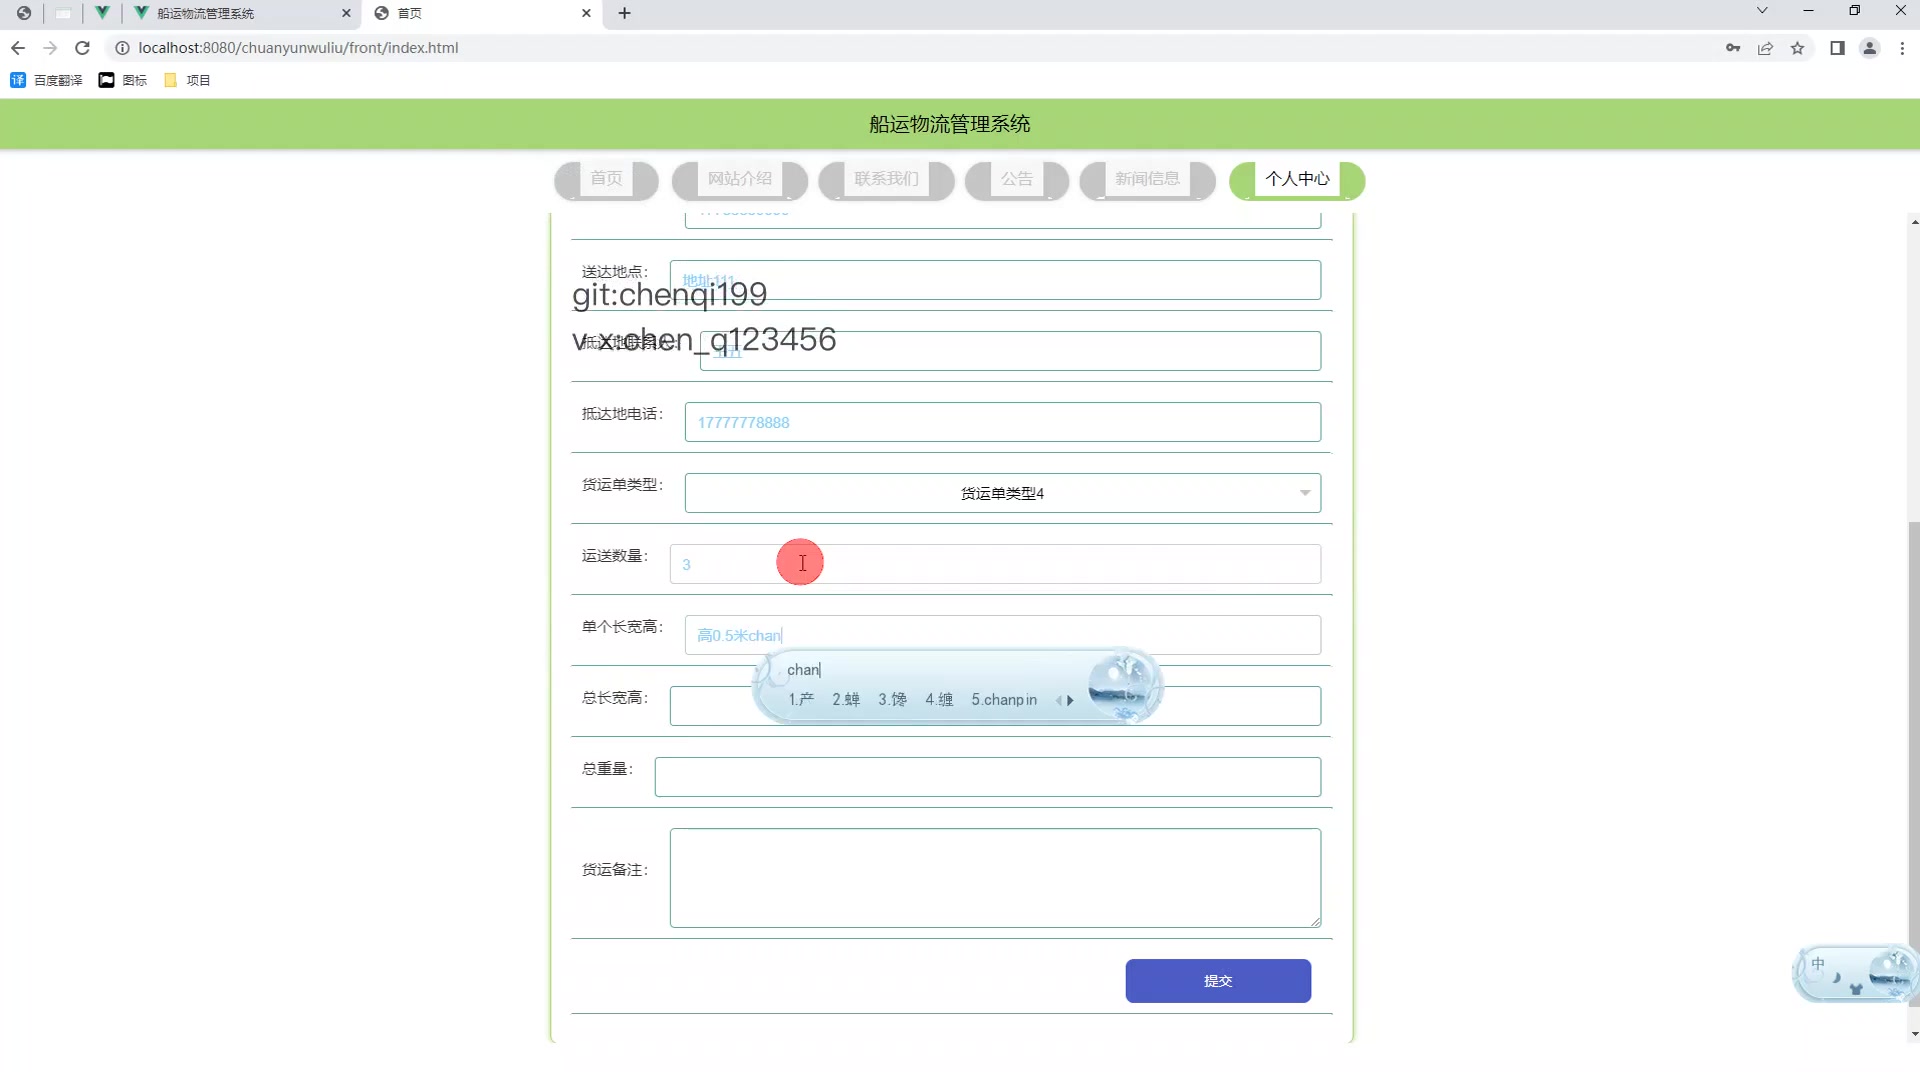 船运物流管理系统
首页
localhost:8080/chuanyunwuliu/front/index.html
百度翻译
图标
项目
船运物流管理系统
首页
网站介绍
联系我们
公告
新闻信息
个人中心
送达地点：
地址111
git:chenqi199
v x:chen_q123456
抵达地电话：
17777778888
货运单类型：
货运单类型4
运送数量：
3
单个长宽高：
高0.5米chan
chan
1.产 2.蝉 3.馋 4.缠 5.chanpin
总长宽高：
总重量：
货运备注：
提交
中